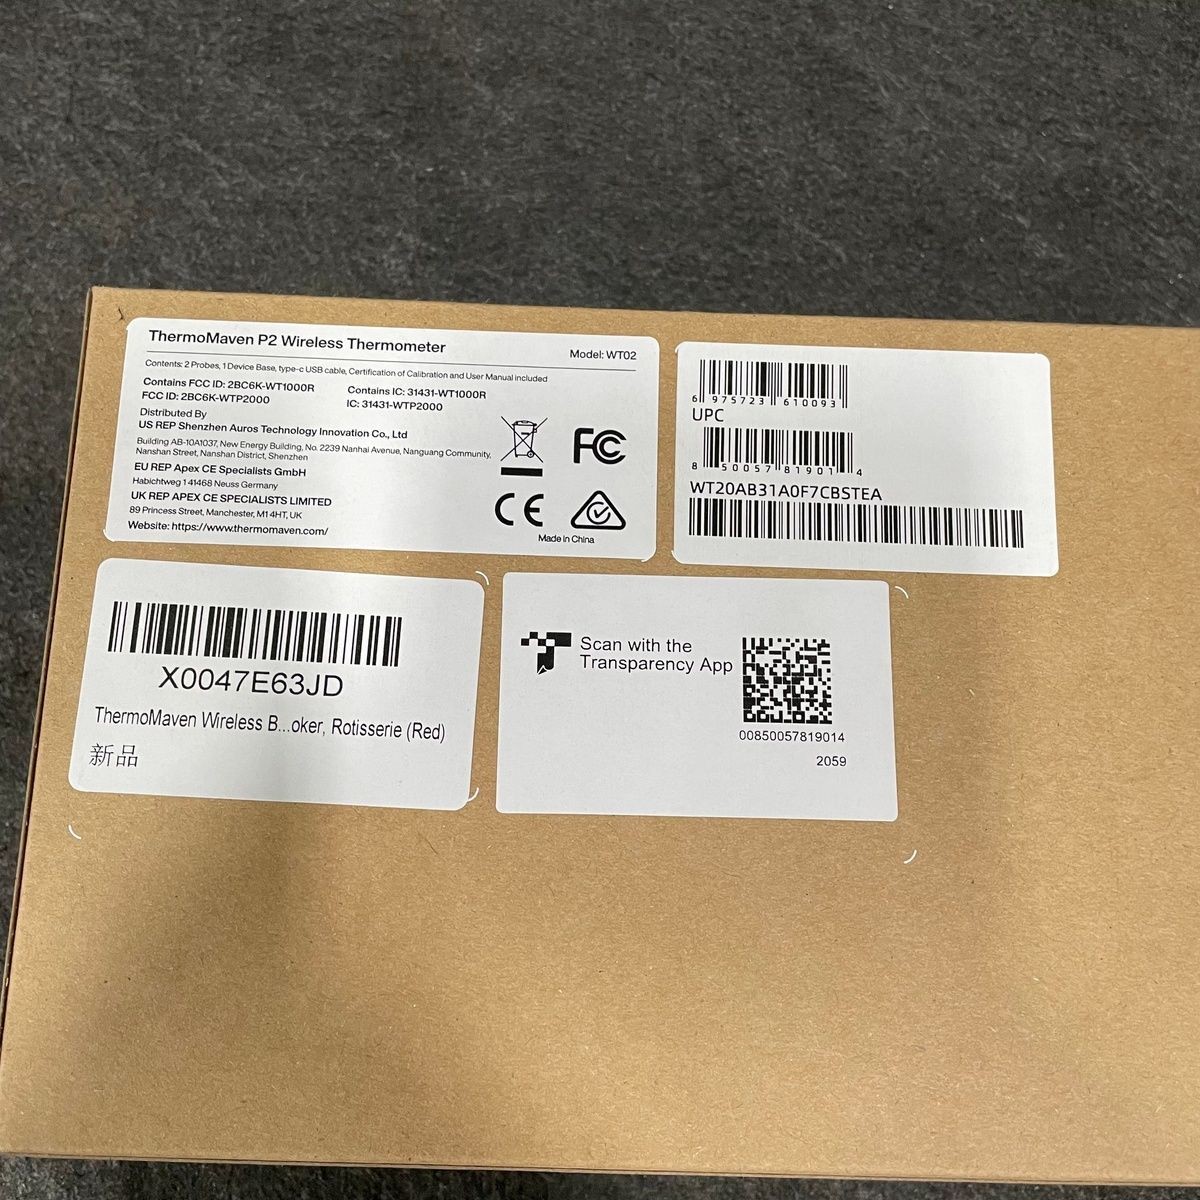 ThermoMaven P2 Wireless Thermometer
Model: WT02
Contents: 2 Probes, 1 Device Base, type-c USB cable, Certification of Calibration and User Manual included
Contains FCC ID: 2BC6K-WT1000R
Contains IC: 31431-WT1000R
FCC ID: 2BC6K-WTP2000
IC: 31431-WTP2000
Distributed By
US REP Shenzhen Auros Technology Innovation Co., Ltd
Building AB-10A1037, New Energy Building, No. 2239 Nanhai Avenue, Nanguang Community,
Nanshan Street, Nanshan District, Shenzhen
EU REP Apex CE Specialists GmbH
Habichtweg 1 41468 Neuss Germany
UK REP APEX CE SPECIALISTS LIMITED
89 Princess Street, Manchester, M1 4HT, UK
Website: https://www.thermomaven.com/
FC
CE
Made in China
6 975723 610093
UPC
8 50057 81901 4
WT20AB31A0F7CBSTEA
X0047E63JD
ThermoMaven Wireless B...oker, Rotisserie (Red)
新品
Scan with the
Transparency App
00850057819014
2059